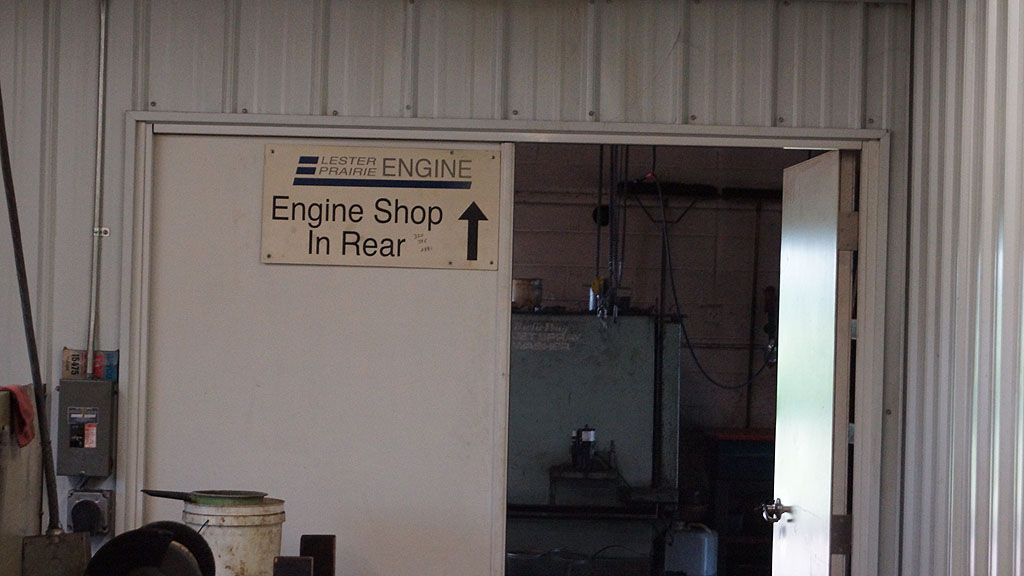 LESTER
PRAIRIE ENGINE
Engine Shop
In Rear